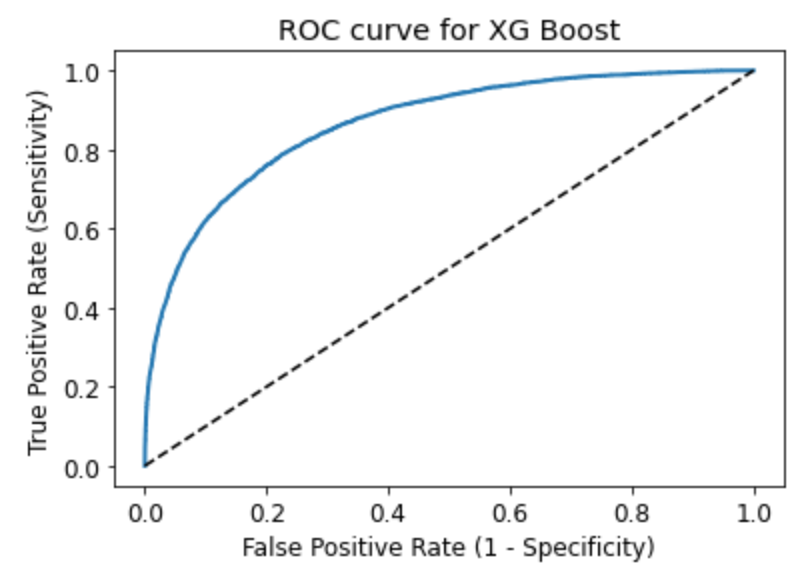 ROC curve for XG Boost
True Positive Rate (Sensitivity)
1.0
0.8
0.6
0.4
0.2
0.0
0.0 0.2 0.4 0.6 0.8 1.0
False Positive Rate (1 - Specificity)